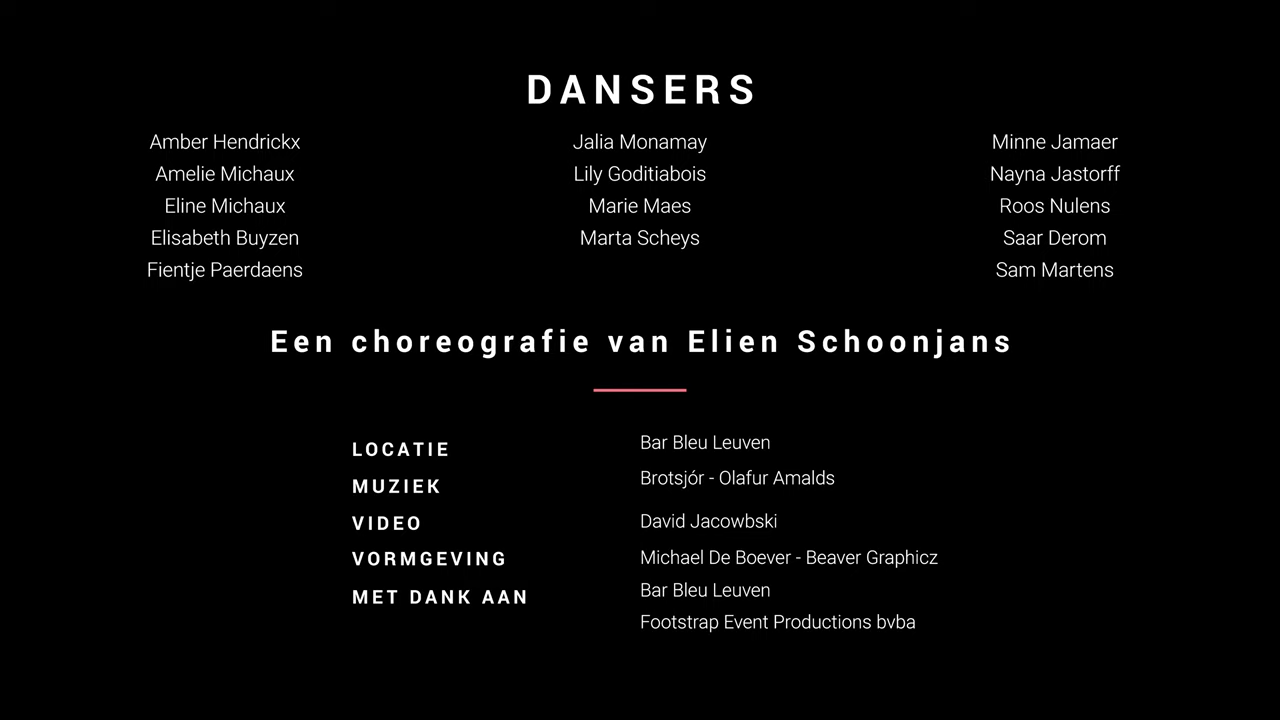 DANSERS
Amber Hendrickx
Amelie Michaux
Eline Michaux
Elisabeth Buyzen
Fientje Paerdaens
Jalia Monamay
Lily Goditiabois
Marie Maes
Marta Scheys
Minne Jamaer
Nayna Jastorff
Roos Nulens
Saar Derom
Sam Martens
Een choreografie van Elien Schoonjans
LOCATIE Bar Bleu Leuven
MUZIEK Brotsjór - Olafur Amalds
VIDEO David Jacowbski
VORMGEVING Michael De Boever - Beaver Graphicz
MET DANK AAN Bar Bleu Leuven
Footstrap Event Productions bvba